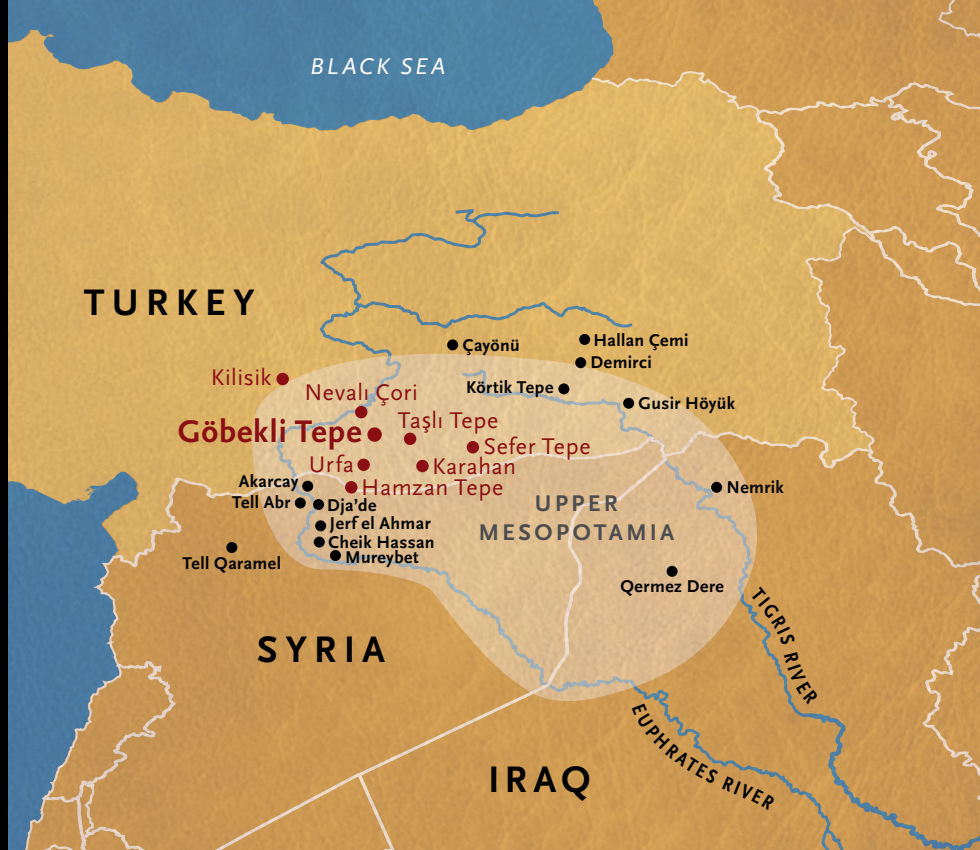 BLACK SEA
TURKEY
Çayönü
Hallan Çemi
Demirci
Kilisik
Nevalı Çori
Körtik Tepe
Gusir Höyük
Göbekli Tepe
Taşlı Tepe
Sefer Tepe
Urfa
Karahan
Akarcay
Hamzan Tepe
Nemrik
Tell Abr
Dja'de
UPPER
MESOPOTAMIA
Jerf el Ahmar
Cheik Hassan
Mureybet
Tell Qaramel
Qermez Dere
TIGRIS RIVER
SYRIA
EUPHRATES RIVER
IRAQ